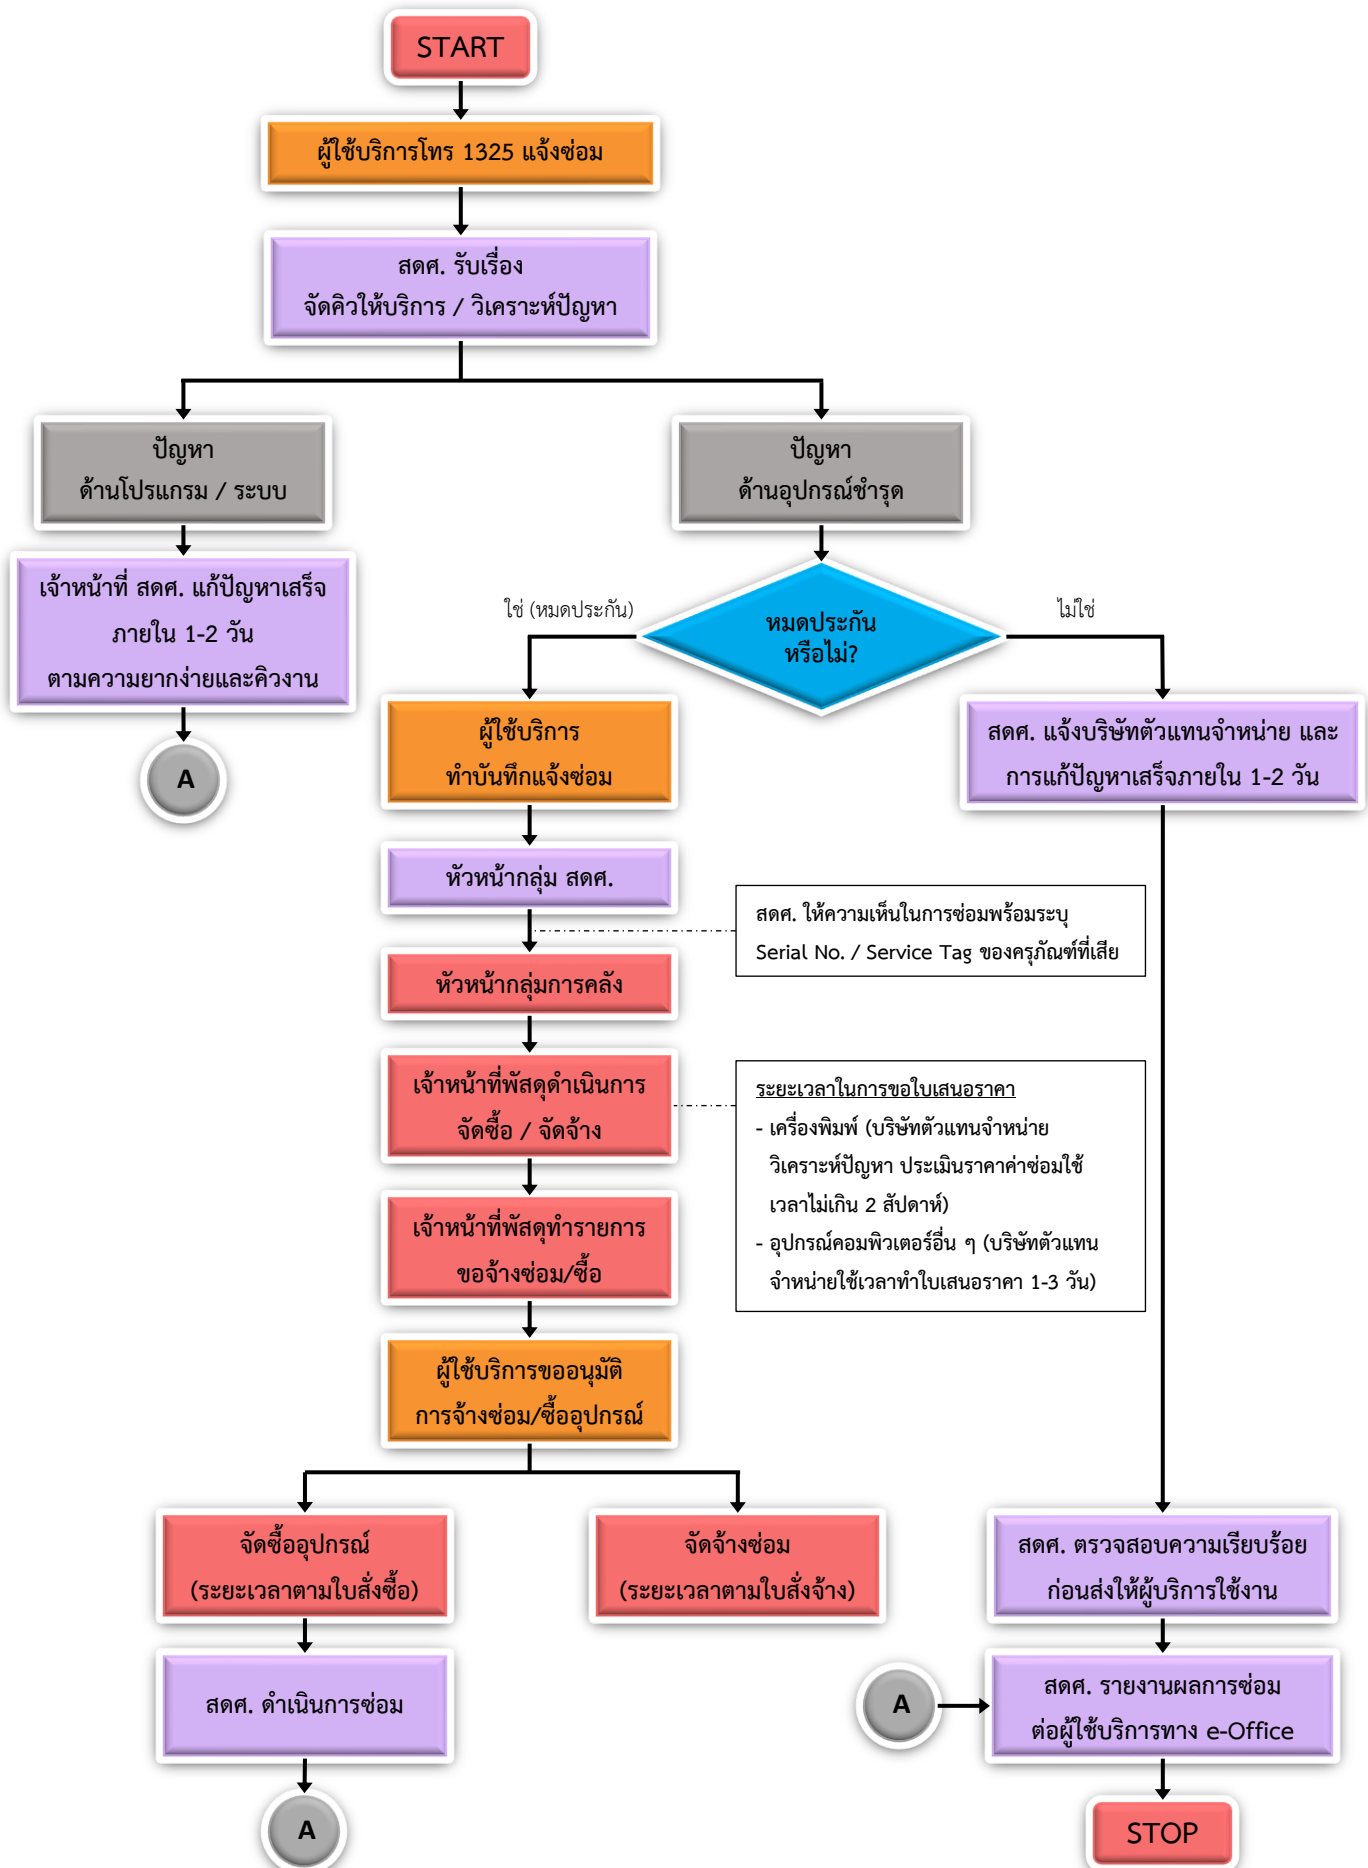 START
ผู้ใช้บริการโทร 1325 แจ้งซ่อม
สดศ. รับเรื่อง
จัดคิวให้บริการ / วิเคราะห์ปัญหา
ปัญหา
ด้านโปรแกรม / ระบบ
ปัญหา
ด้านอุปกรณ์ชำรุด
เจ้าหน้าที่ สดศ. แก้ปัญหาเสร็จ
ภายใน 1-2 วัน
ตามความยากง่ายและคิวงาน
A
ใช่ (หมดประกัน)
หมดประกัน
หรือไม่?
ไม่ใช่
ผู้ใช้บริการ
ทำบันทึกแจ้งซ่อม
สดศ. แจ้งบริษัทตัวแทนจำหน่าย และ
การแก้ปัญหาเสร็จภายใน 1-2 วัน
หัวหน้ากลุ่ม สดศ.
สดศ. ให้ความเห็นในการซ่อมพร้อมระบุ
Serial No. / Service Tag ของครุภัณฑ์ที่เสีย
หัวหน้ากลุ่มการคลัง
เจ้าหน้าที่พัสดุดำเนินการ
จัดซื้อ / จัดจ้าง
ระยะเวลาในการขอใบเสนอราคา
- เครื่องพิมพ์ (บริษัทตัวแทนจำหน่าย
วิเคราะห์ปัญหา ประเมินราคาค่าซ่อมใช้
เวลาไม่เกิน 2 สัปดาห์)
- อุปกรณ์คอมพิวเตอร์อื่น ๆ (บริษัทตัวแทน
จำหน่ายใช้เวลาทำใบเสนอราคา 1-3 วัน)
เจ้าหน้าที่พัสดุทำรายการ
ขอจ้างซ่อม/ซื้อ
ผู้ใช้บริการขออนุมัติ
การจ้างซ่อม/ซื้ออุปกรณ์
จัดซื้ออุปกรณ์
(ระยะเวลาตามใบสั่งซื้อ)
จัดจ้างซ่อม
(ระยะเวลาตามใบสั่งจ้าง)
สดศ. ตรวจสอบความเรียบร้อย
ก่อนส่งให้ผู้บริการใช้งาน
สดศ. ดำเนินการซ่อม
A
A
สดศ. รายงานผลการซ่อม
ต่อผู้ใช้บริการทาง e-Office
STOP